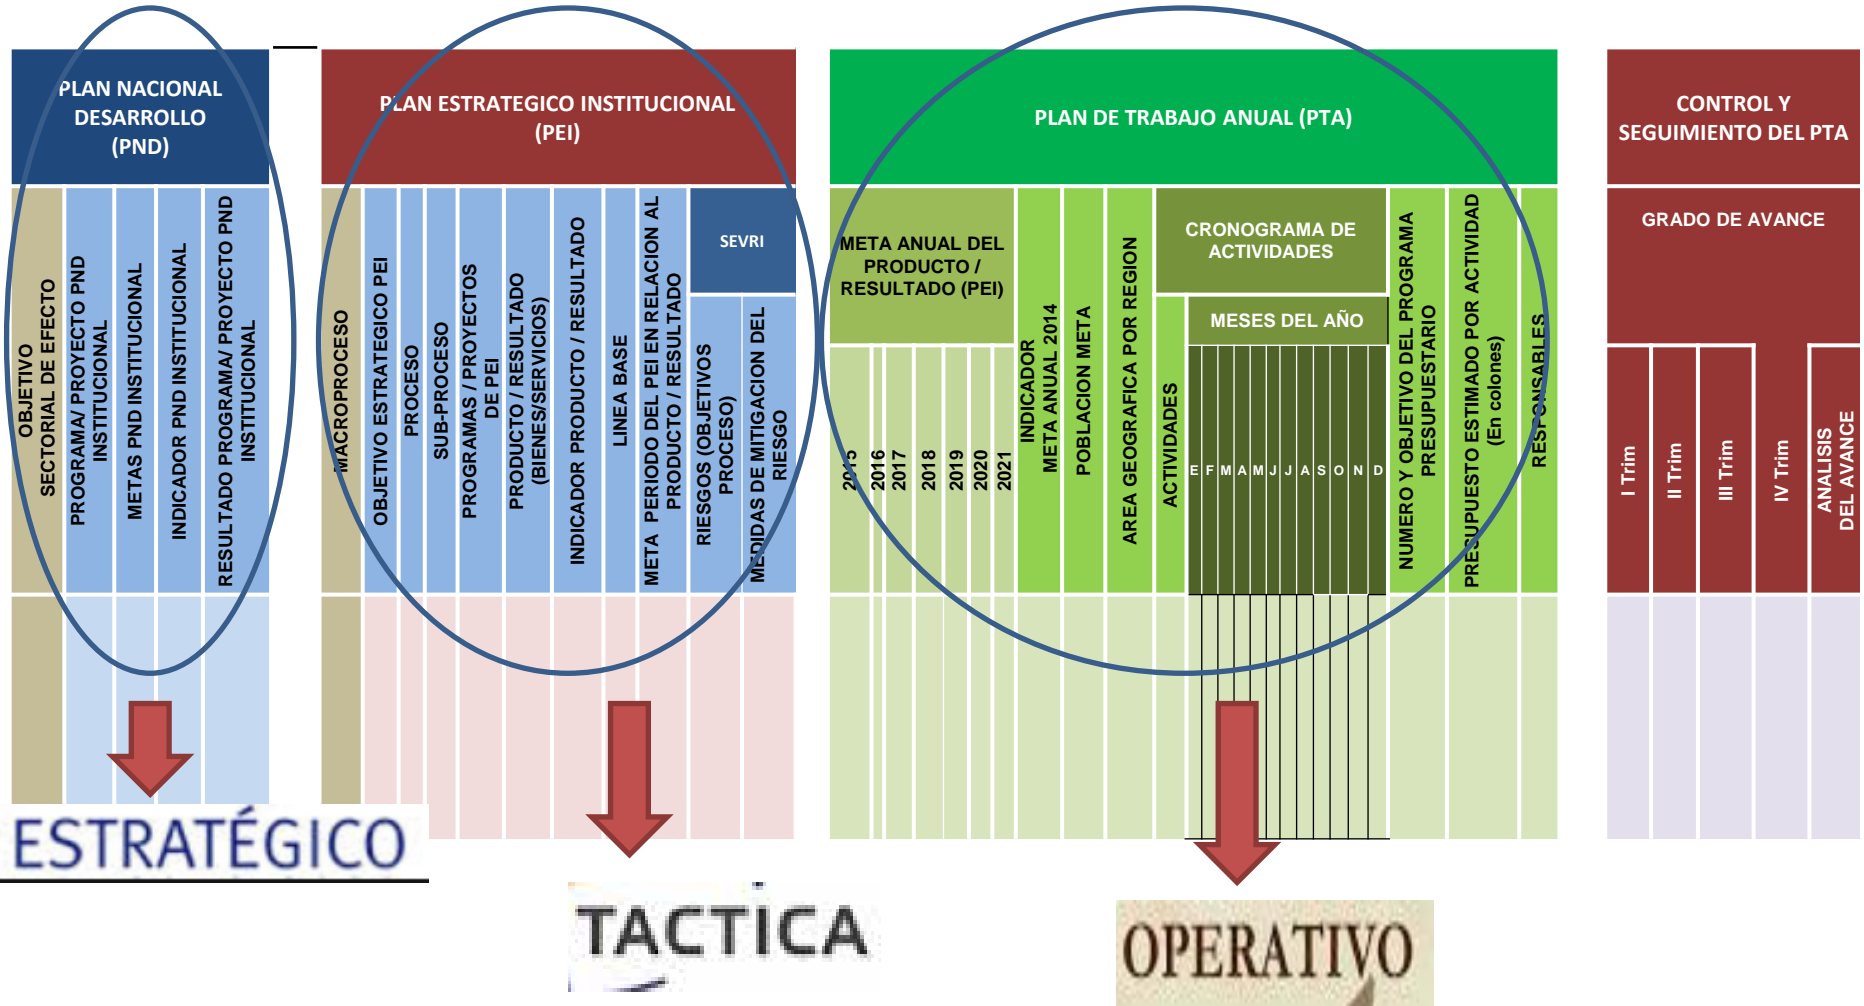 PLAN NACIONAL
DESARROLLO
(PND)
OBJETIVO
SECTORIAL DE EFECTO
PROGRAMA/ PROYECTO PND
INSTITUCIONAL
METAS PND INSTITUCIONAL
INDICADOR PND INSTITUCIONAL
RESULTADO PROGRAMA/ PROYECTO PND
INSTITUCIONAL
PLAN ESTRATEGICO INSTITUCIONAL
(PEI)
MACROPROCESO
OBJETIVO ESTRATEGICO PEI
PROCESO
SUB-PROCESO
PROGRAMAS / PROYECTOS
DE PEI
PRODUCTO / RESULTADO
(BIENES/SERVICIOS)
INDICADOR PRODUCTO / RESULTADO
LINEA BASE
META PERIODO DEL PEI EN RELACION AL
PRODUCTO / RESULTADO
SEVRI
RIESGOS (OBJETIVOS
PROCESO)
MEDIDAS DE MITIGACION DEL
RIESGO
PLAN DE TRABAJO ANUAL (PTA)
META ANUAL DEL
PRODUCTO /
RESULTADO (PEI)
2015
2016
2017
2018
2019
2020
2021
INDICADOR
META ANUAL 2014
POBLACION META
AREA GEOGRAFICA POR REGION
CRONOGRAMA DE
ACTIVIDADES
ACTIVIDADES
MESES DEL AÑO
E F M A M J J A S O N D
NUMERO Y OBJETIVO DEL PROGRAMA
PRESUPUESTARIO
PRESUPUESTO ESTIMADO POR ACTIVIDAD
(En colones)
RESPONSABLES
CONTROL Y
SEGUIMIENTO DEL PTA
GRADO DE AVANCE
I Trim
II Trim
III Trim
IV Trim
ANALISIS
DEL AVANCE
ESTRATÉGICO
TACTICA
OPERATIVO